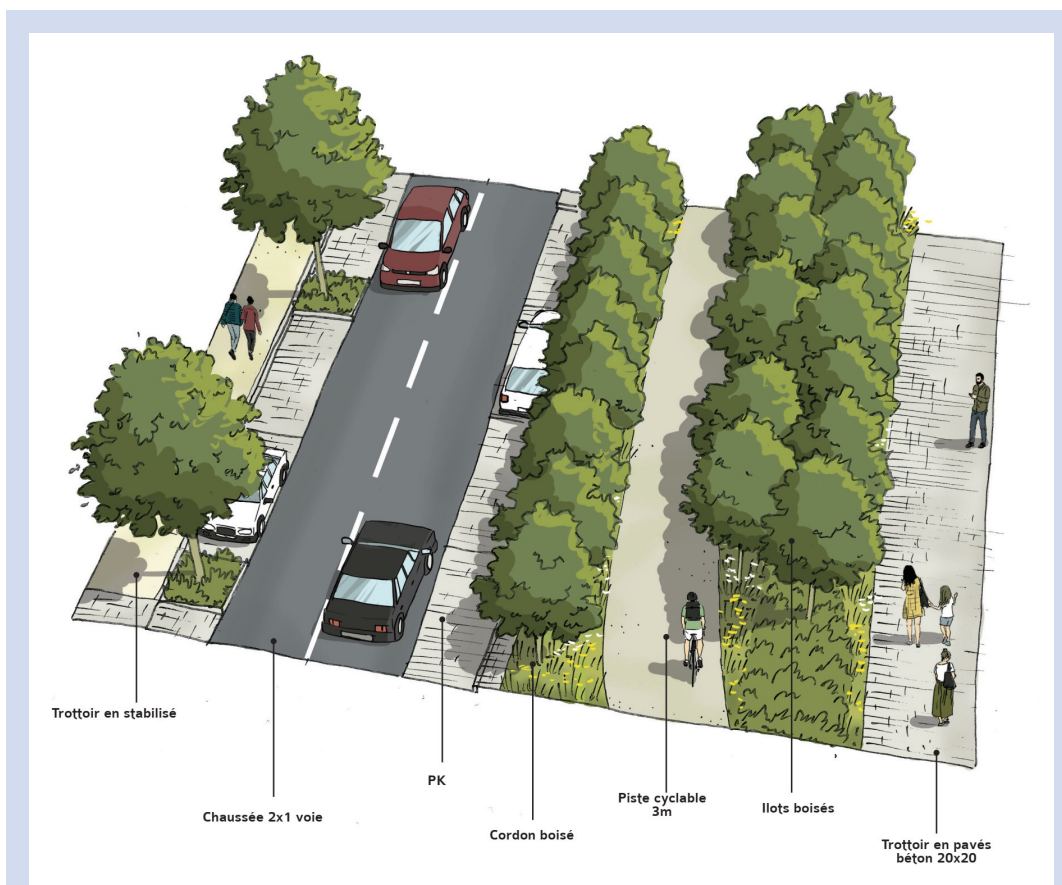 Trottoir en stabilisé
Chaussée 2x1 voie
PK
Cordon boisé
Piste cyclable
3m
Ilots boisés
Trottoir en pavés
béton 20x20